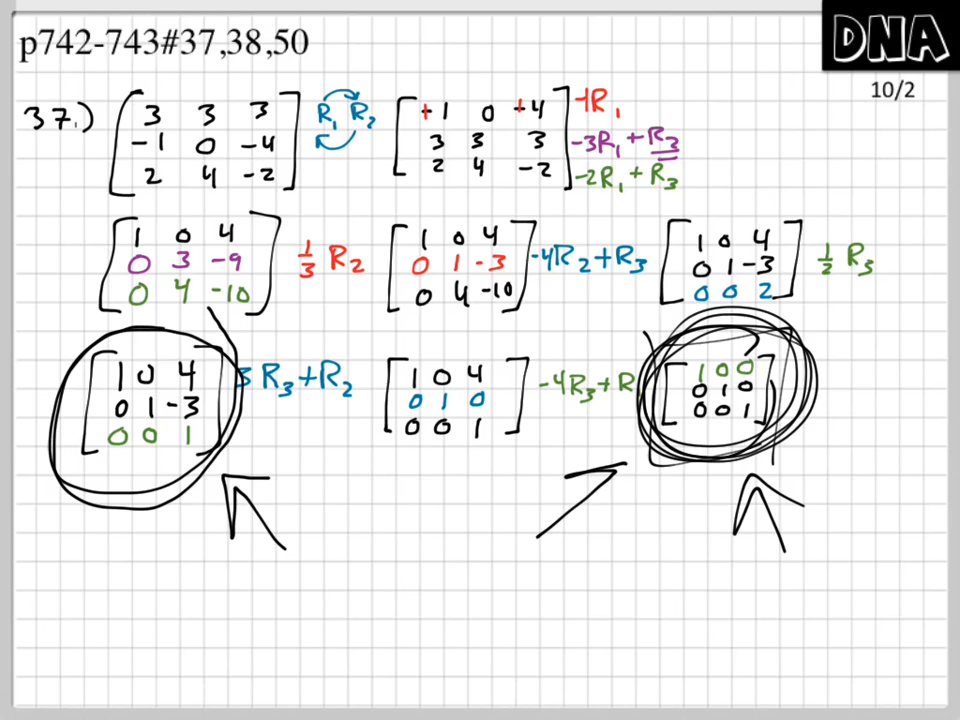 p742-743#37,38,50
DNA
10/2
37.) [3 3 3 R1 R2 [+1 0 +4 -1R1
-1 0 -4 3 3 3 -3R1 + R3
2 4 -2] 2 4 -2] -2R1 + R3
[1 0 4 [1 0 4 [1 0 4
0 3 -9 1/3 R2 0 1 -3 -4R2+R3 0 1 -3 1/2 R3
0 4 -10] 0 4 -10] 0 0 2]
[1 0 4 [1 0 4 [1 0 0
0 1 -3 3R3+R2 0 1 0 -4R3+R 0 1 0
0 0 1] 0 0 1] 0 0 1]